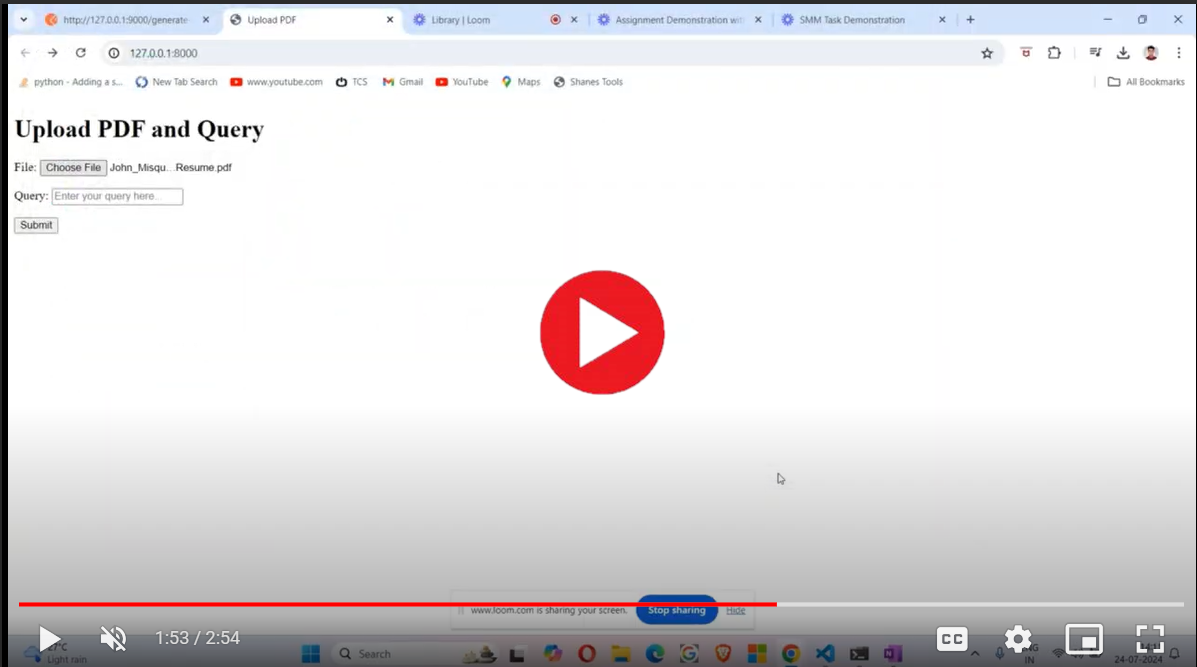 http://127.0.0.1:9000/generate
Upload PDF
Library | Loom
Assignment Demonstration wit
SMM Task Demonstration
127.0.0.1:8000
python - Adding a s...
New Tab Search
www.youtube.com
TCS
Gmail
YouTube
Maps
Shanes Tools
All Bookmarks
Upload PDF and Query
File: Choose File John_Misqu...Resume.pdf
Query: Enter your query here...
Submit
www.loom.com is sharing your screen. Stop sharing Hide
1:53 / 2:54
CC
Light rain
Search
IN
24-07-2024